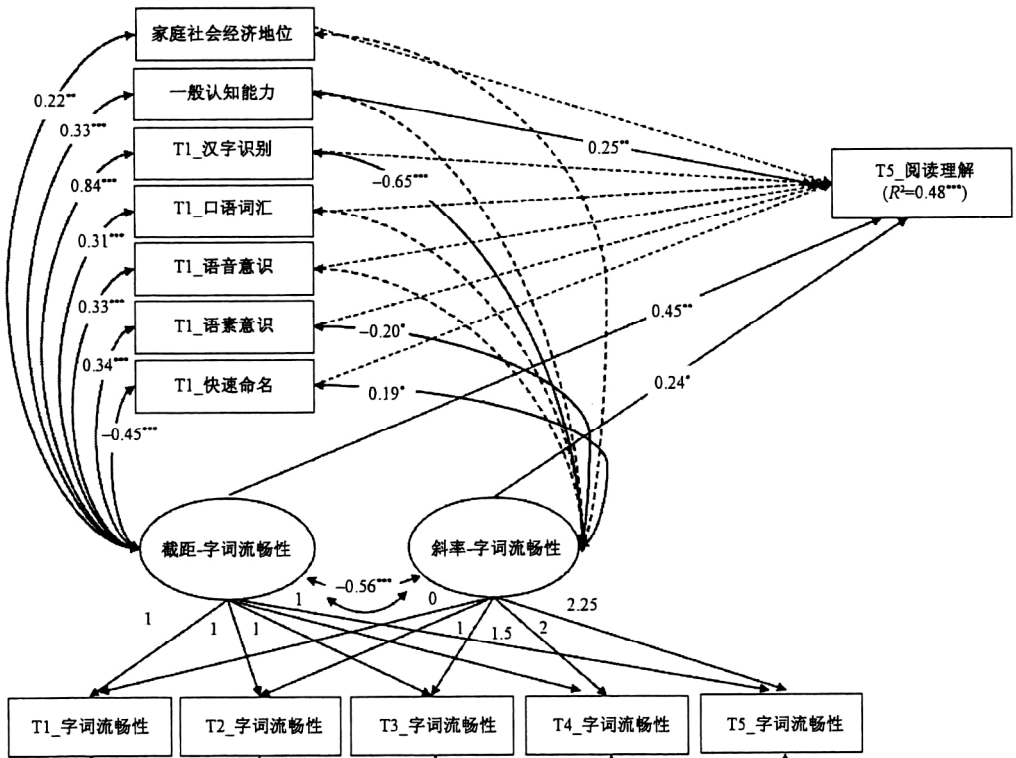 家庭社会经济地位
一般认知能力
T1_汉字识别
T1_口语词汇
T1_语音意识
T1_语素意识
T1_快速命名
T5_阅读理解
(R²=0.48***)
0.22**
0.33***
0.84***
0.31***
0.33***
0.34***
−0.45***
0.25**
−0.65***
−0.20*
0.19*
0.45**
0.24*
截距-字词流畅性
斜率-字词流畅性
−0.56***
1
1
1
1
0
1
1.5
2
2.25
T1_字词流畅性
T2_字词流畅性
T3_字词流畅性
T4_字词流畅性
T5_字词流畅性